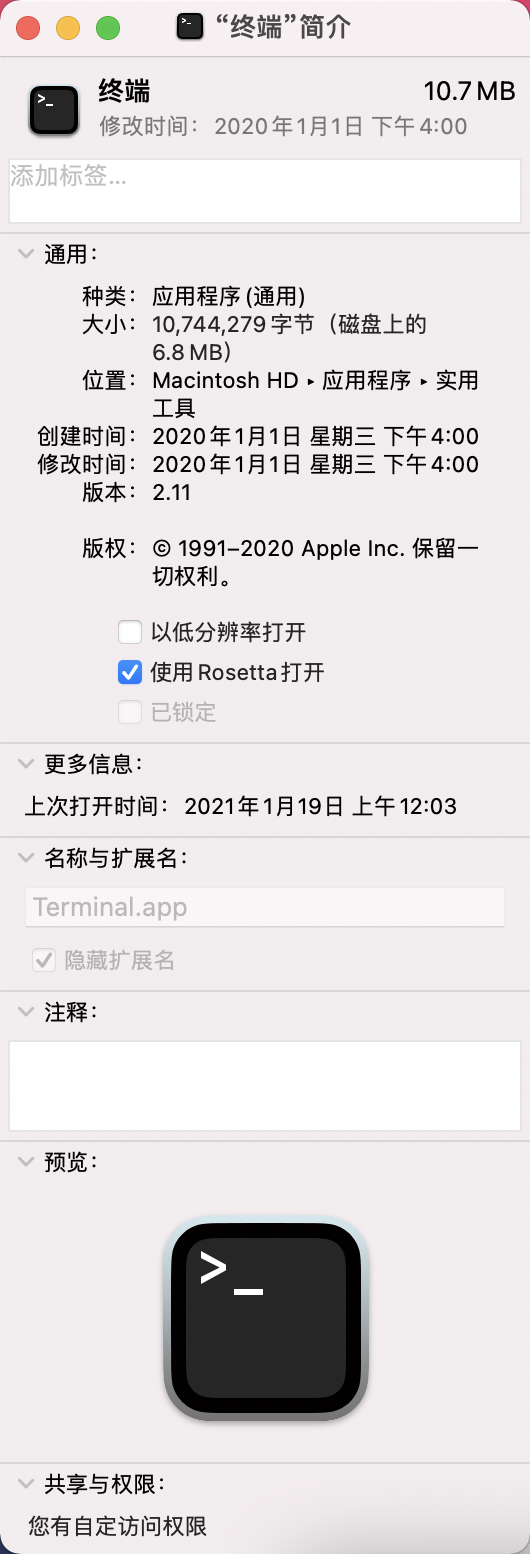 “终端”简介
终端 10.7 MB
修改时间： 2020年1月1日 下午4:00
添加标签...
通用：
种类： 应用程序 (通用)
大小： 10,744,279 字节（磁盘上的
6.8 MB）
位置： Macintosh HD ▸ 应用程序 ▸ 实用
工具
创建时间： 2020年1月1日 星期三 下午4:00
修改时间： 2020年1月1日 星期三 下午4:00
版本： 2.11
版权： © 1991–2020 Apple Inc. 保留一
切权利。
以低分辨率打开
使用 Rosetta 打开
已锁定
更多信息：
上次打开时间： 2021年1月19日 上午12:03
名称与扩展名：
Terminal.app
隐藏扩展名
注释：
预览：
>_
共享与权限：
您有自定访问权限